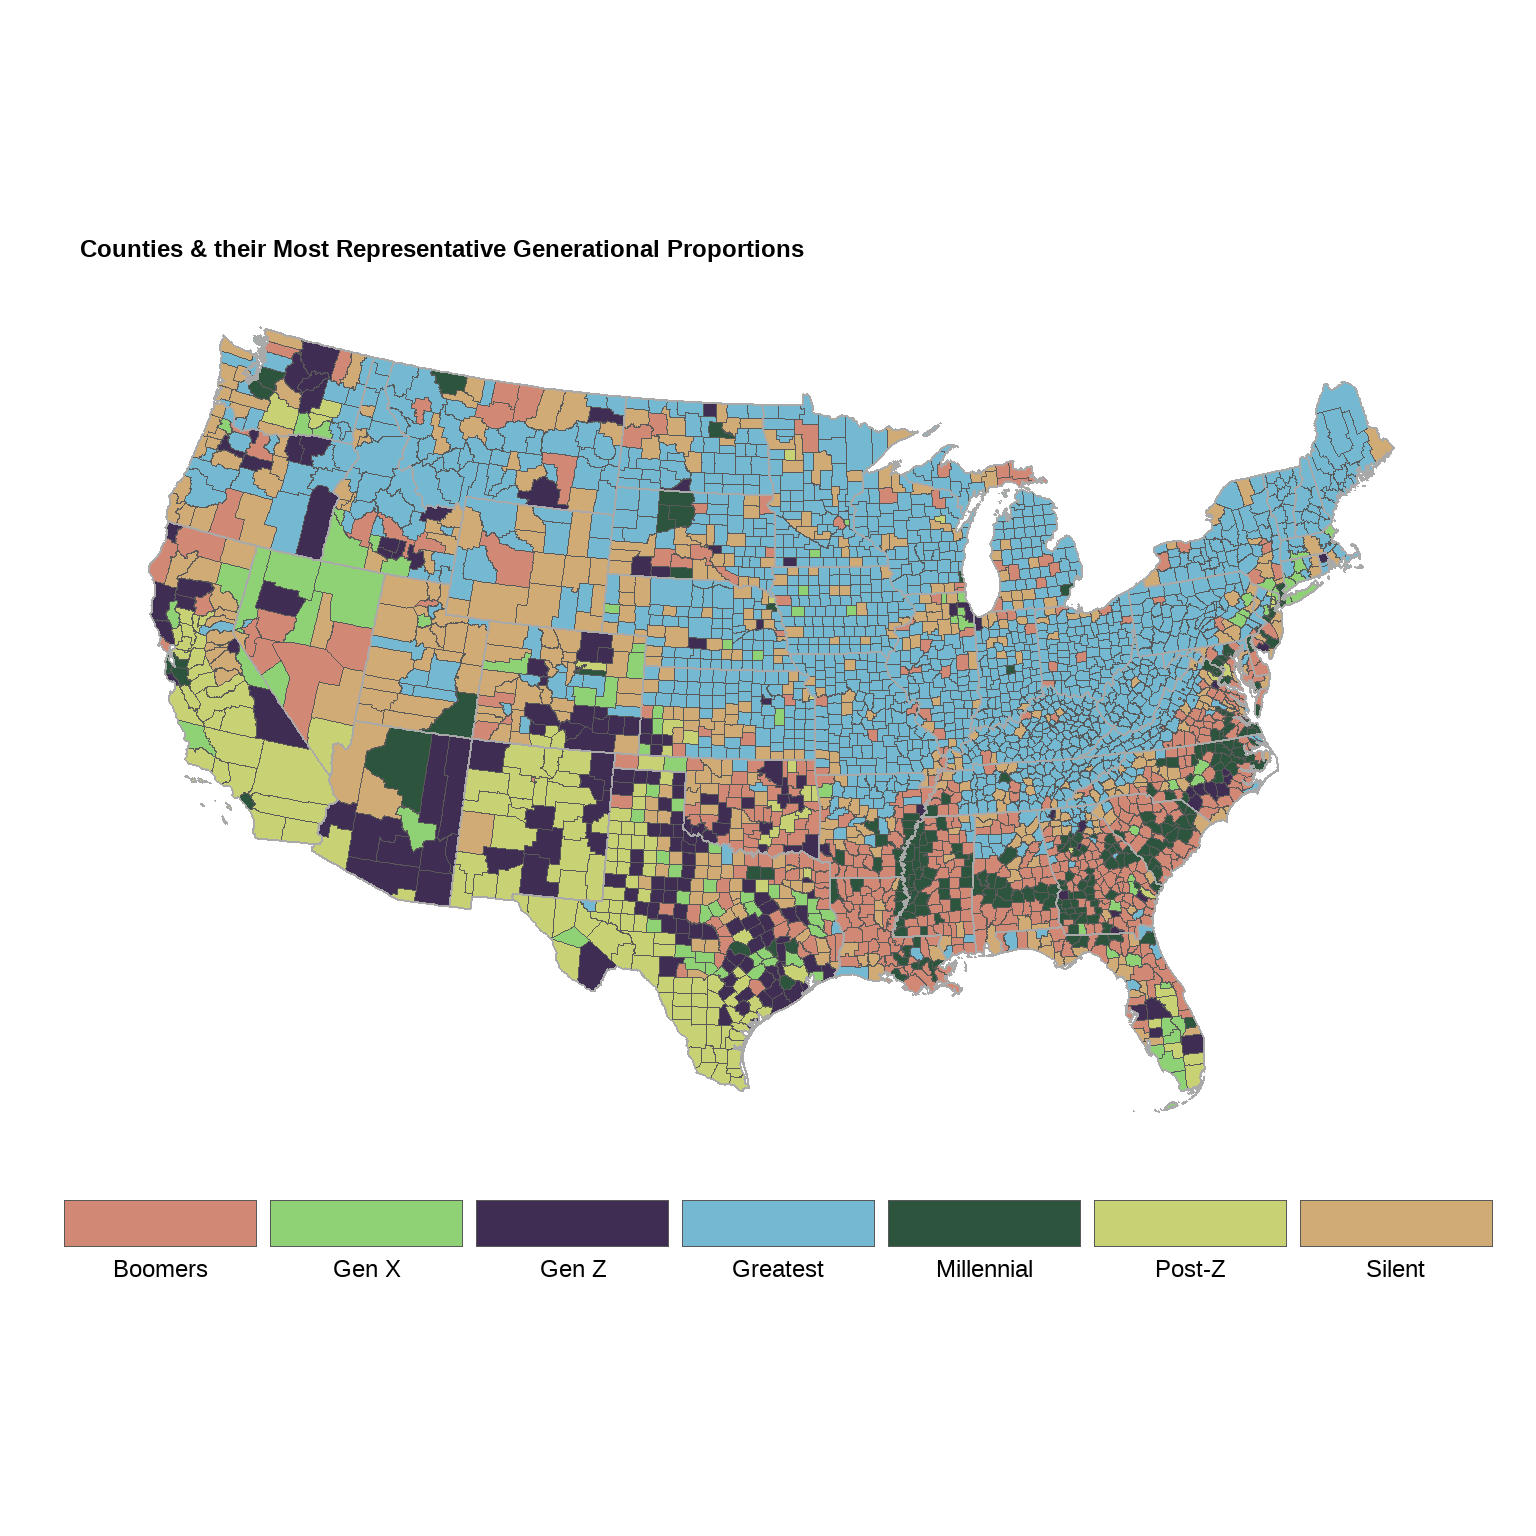 Counties & their Most Representative Generational Proportions
Boomers
Gen X
Gen Z
Greatest
Millennial
Post-Z
Silent